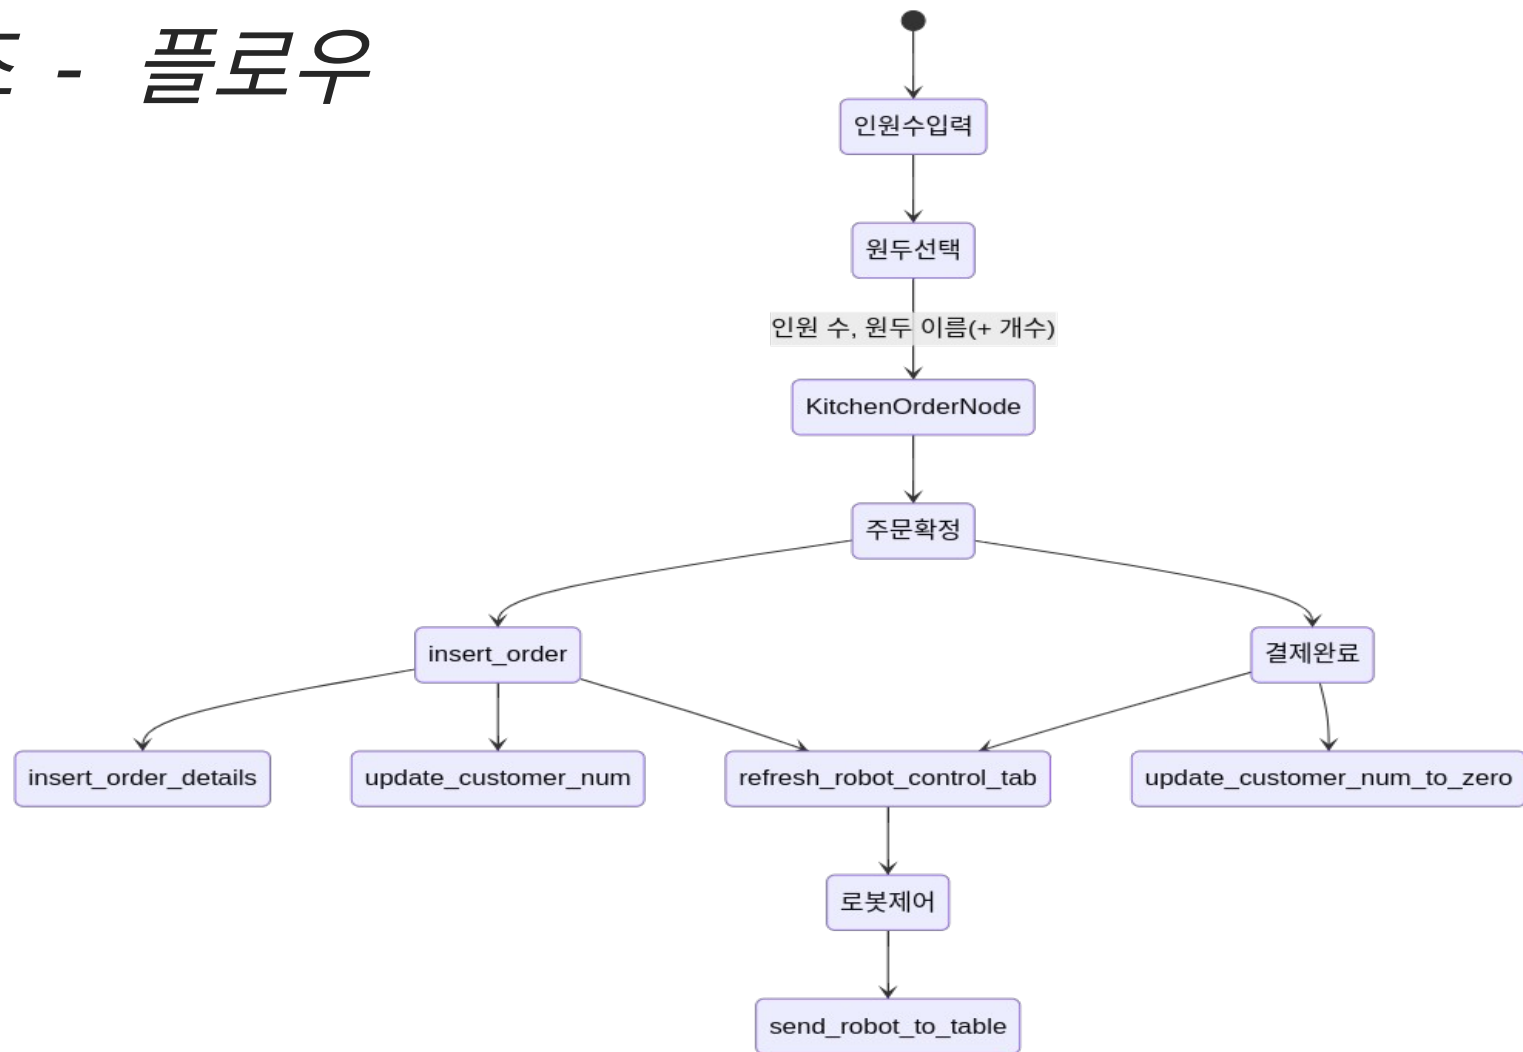 - 플로우
인원수입력
원두선택
인원 수, 원두 이름(+ 개수)
KitchenOrderNode
주문확정
insert_order
결제완료
insert_order_details
update_customer_num
refresh_robot_control_tab
update_customer_num_to_zero
로봇제어
send_robot_to_table